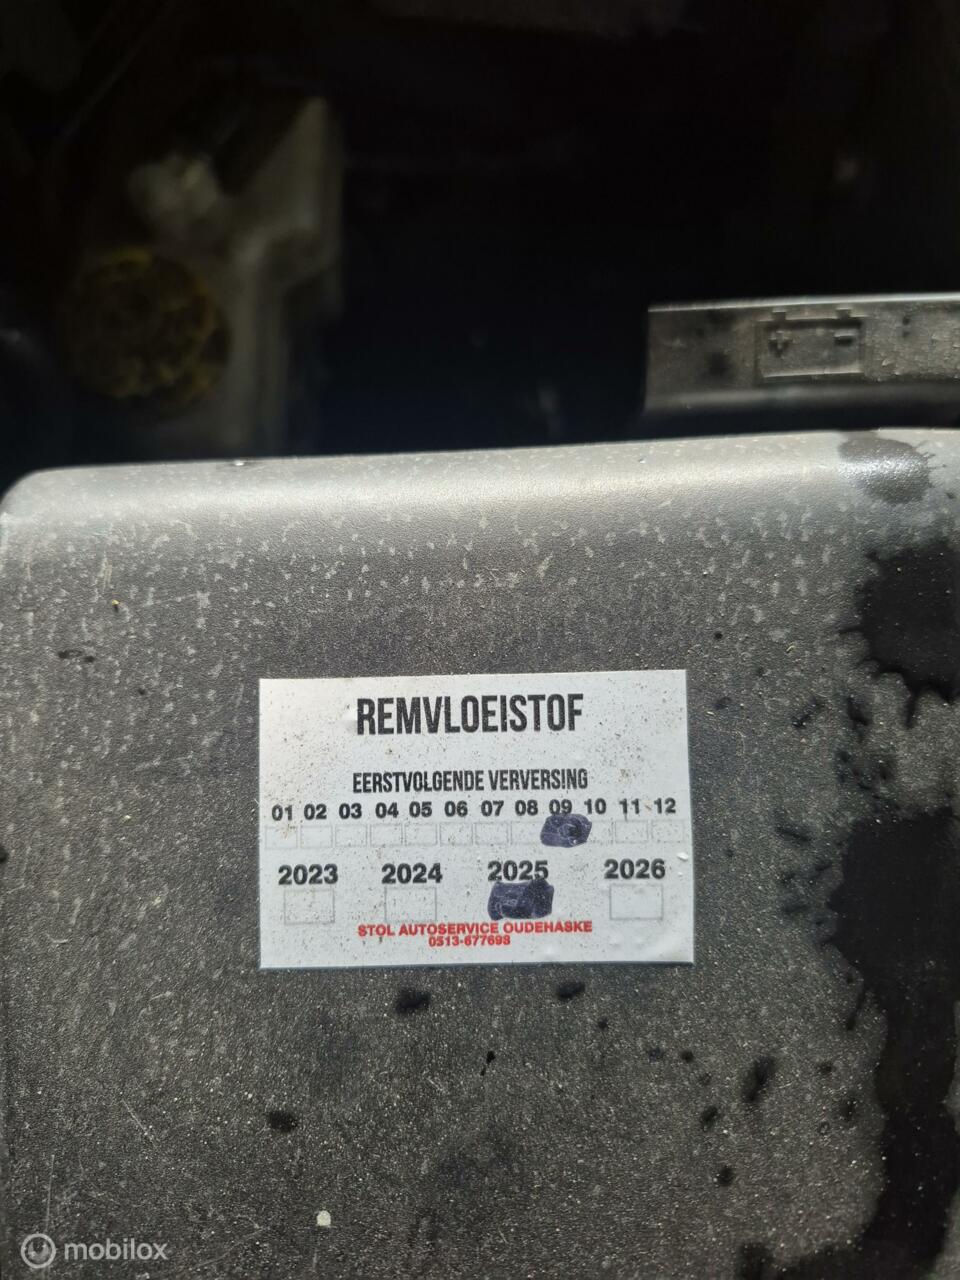 REMVLOEISTOF
EERSTVOLGENDE VERVERSING
01 02 03 04 05 06 07 08 09 10 11 12
2023 2024 2025 2026
STOL AUTOSERVICE OUDEHASKE
0513-677698
mobilox